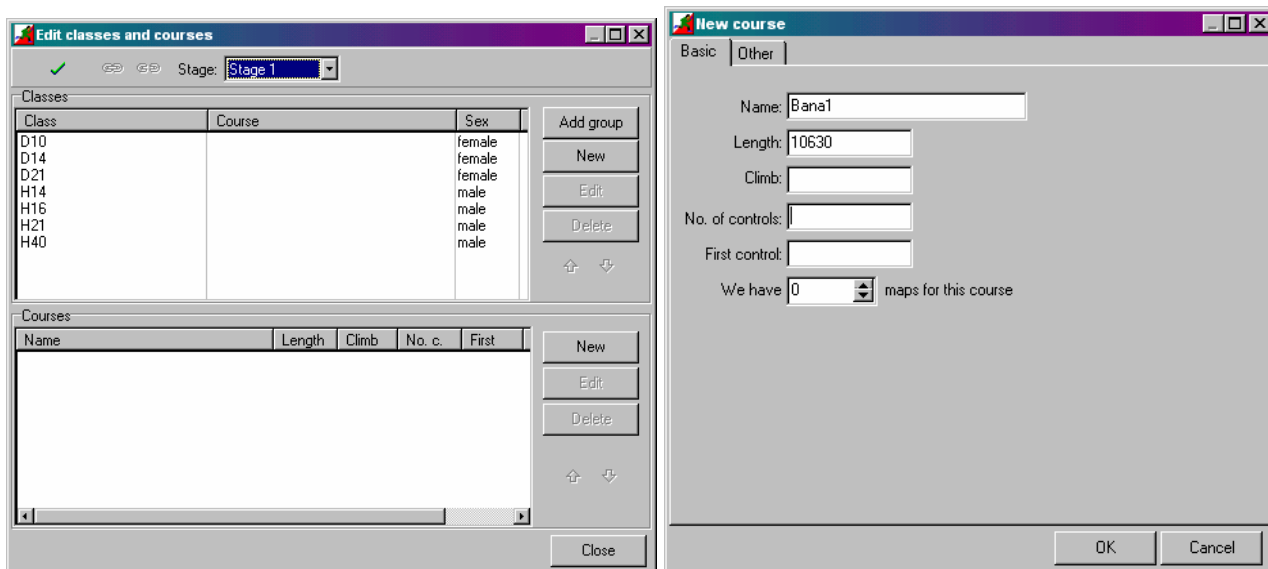 Edit classes and courses
Stage: Stage 1
Classes
Class Course Sex
D10 female
D14 female
D21 female
H14 male
H16 male
H21 male
H40 male
Add group
New
Edit
Delete
Courses
Name Length Climb No. c. First
New
Edit
Delete
Close
New course
Basic Other
Name: Bana1
Length: 10630
Climb:
No. of controls:
First control:
We have 0 maps for this course
OK Cancel